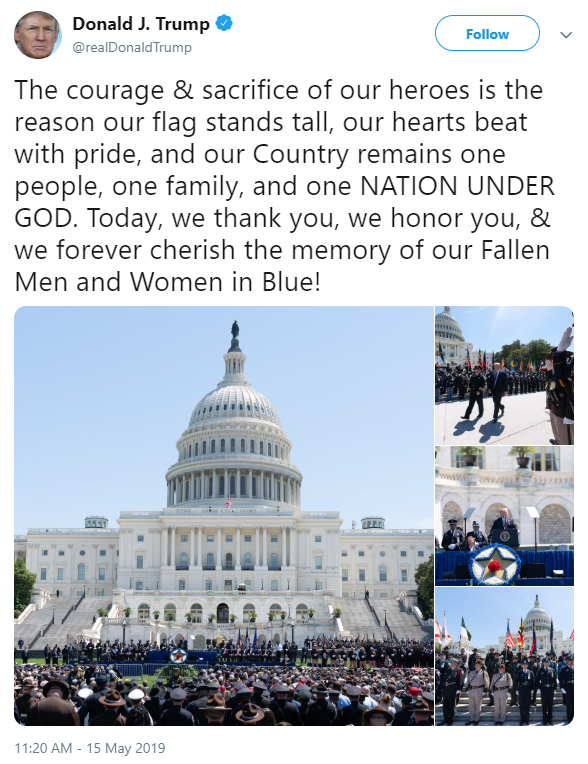 Donald J. Trump
@realDonaldTrump
Follow
The courage & sacrifice of our heroes is the
reason our flag stands tall, our hearts beat
with pride, and our Country remains one
people, one family, and one NATION UNDER
GOD. Today, we thank you, we honor you, &
we forever cherish the memory of our Fallen
Men and Women in Blue!
11:20 AM - 15 May 2019